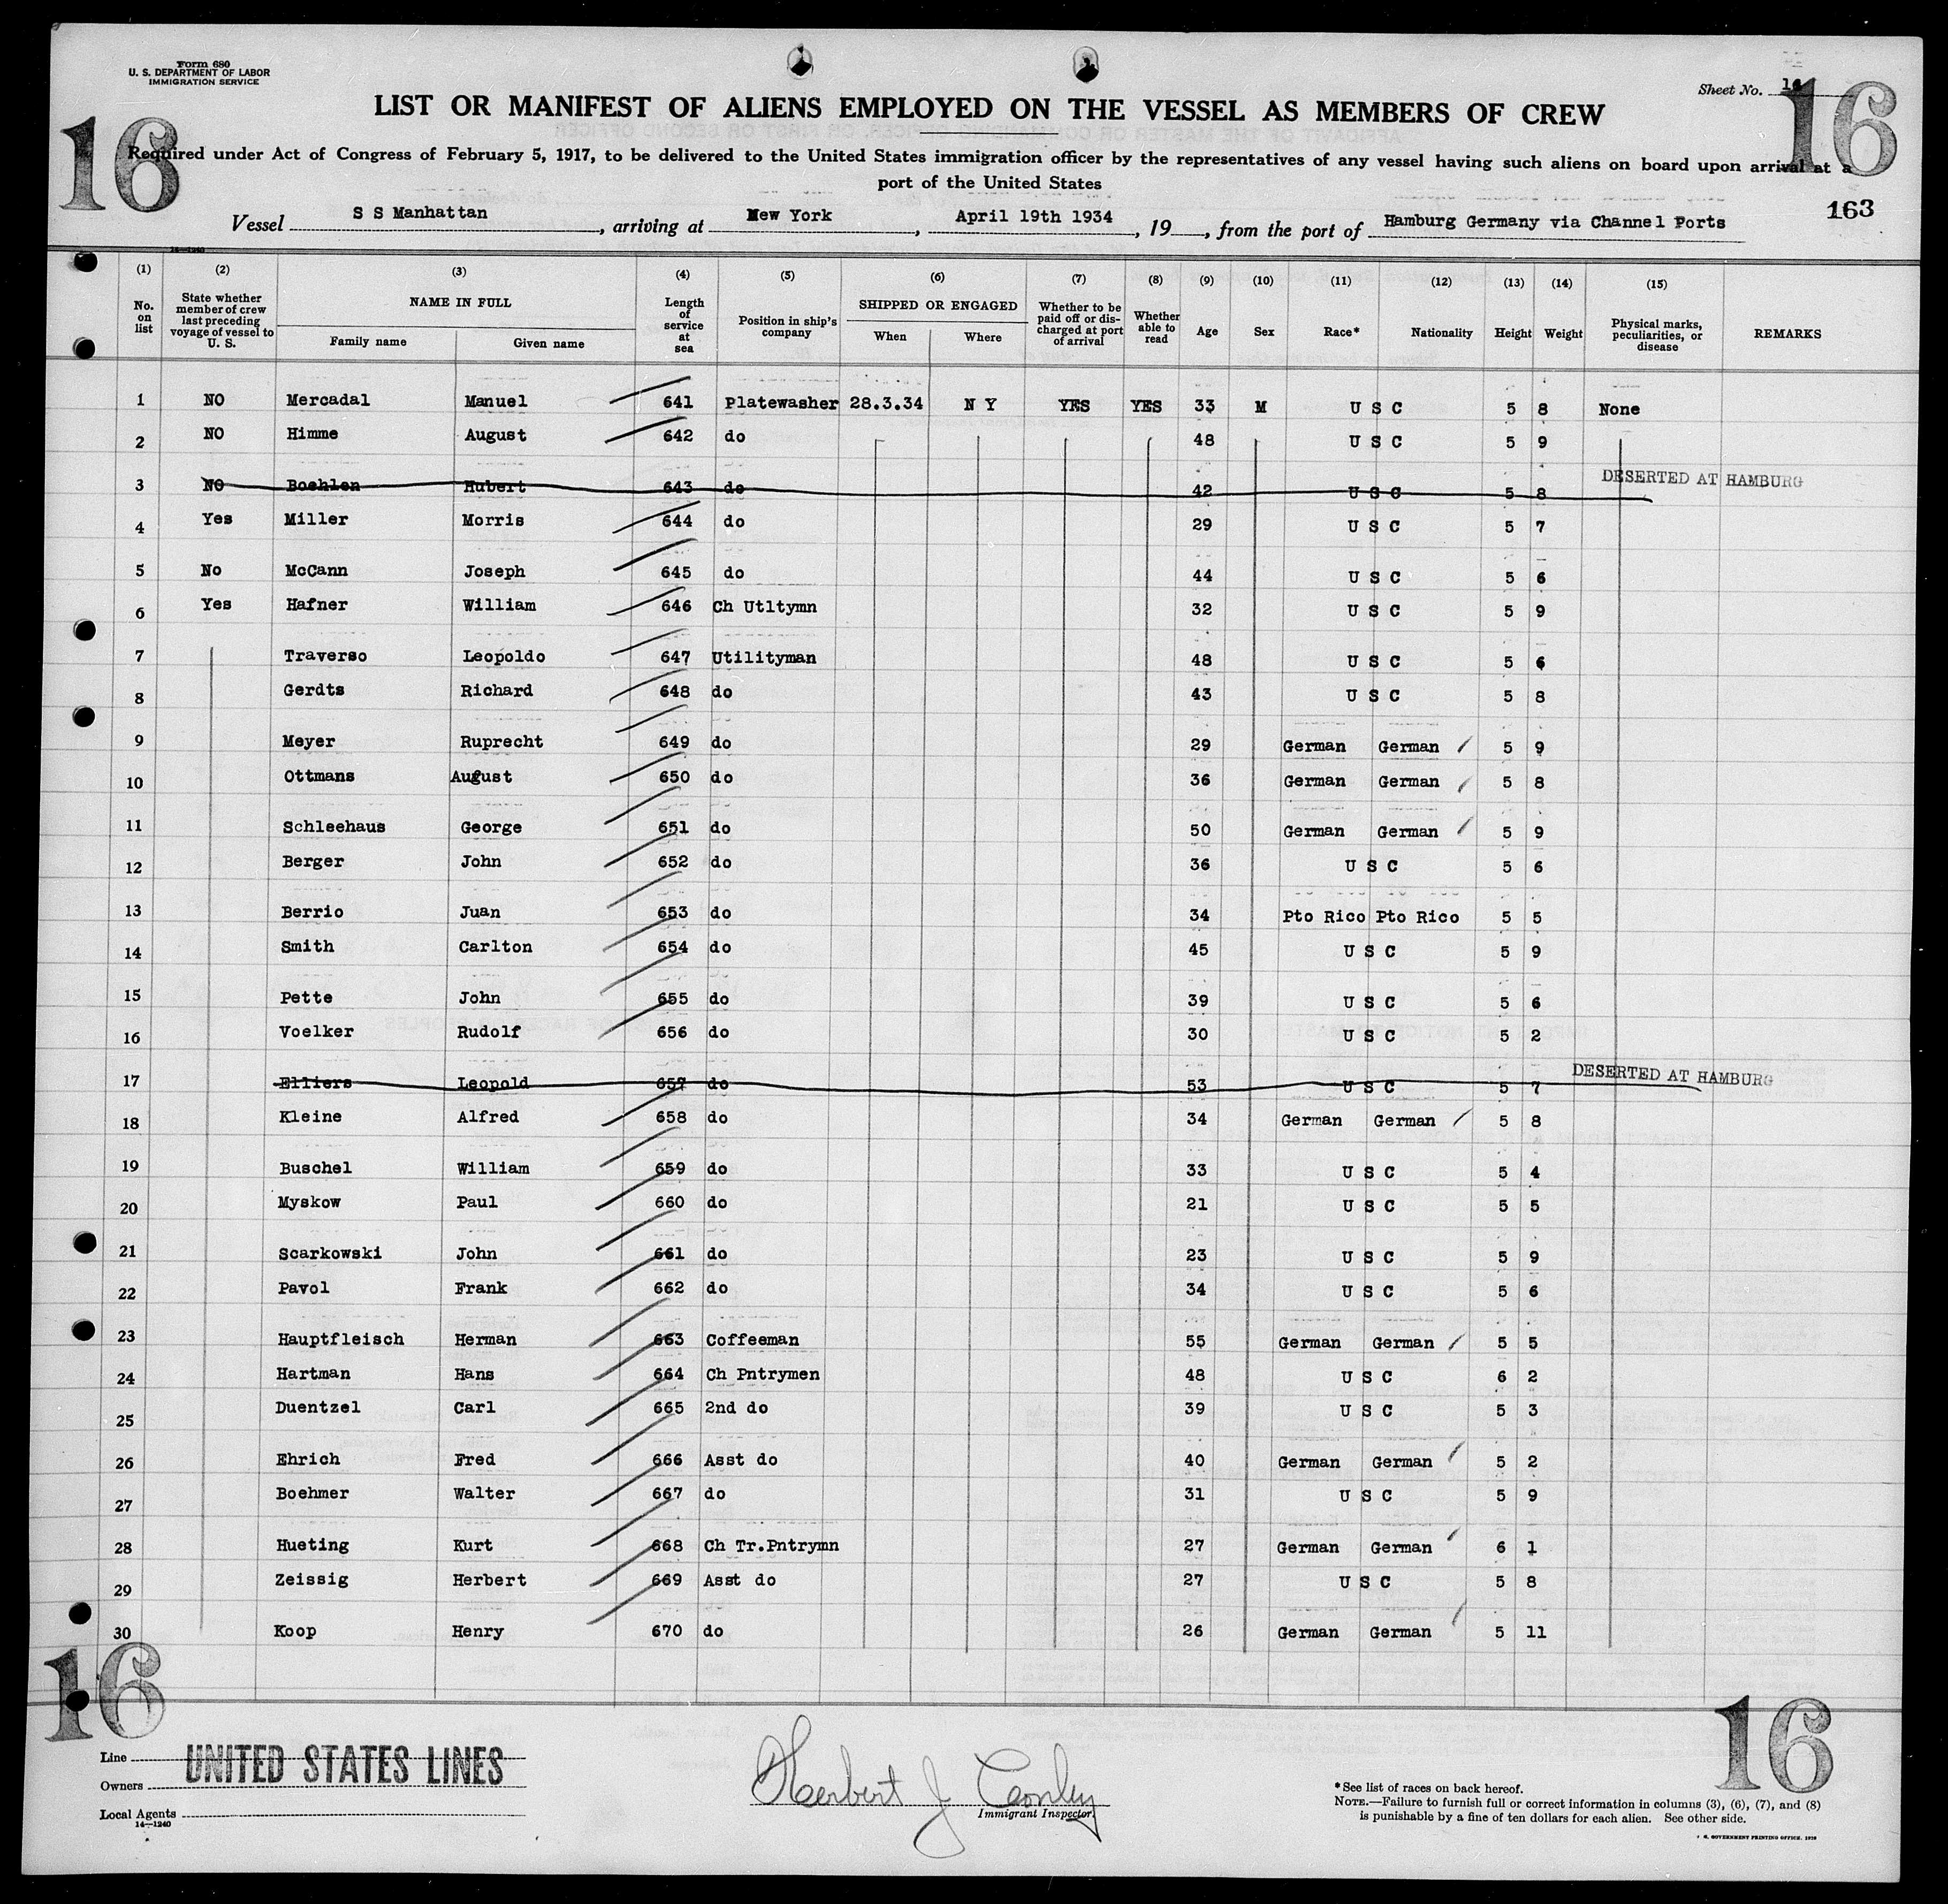 Form 680
U. S. DEPARTMENT OF LABOR
IMMIGRATION SERVICE
Sheet No. 16
16 16
LIST OR MANIFEST OF ALIENS EMPLOYED ON THE VESSEL AS MEMBERS OF CREW
Required under Act of Congress of February 5, 1917, to be delivered to the United States immigration officer by the representatives of any vessel having such aliens on board upon arrival at a
port of the United States
163
Vessel S S Manhattan, arriving at New York, April 19th 1934, 19, from the port of Hamburg Germany via Channel Ports
14—1240
(1) (2) (3) (4) (5) (6) (7) (8) (9) (10) (11) (12) (13) (14) (15)
No. on list State whether member of crew last preceding voyage of vessel to U. S. NAME IN FULL Family name Given name Length of service at sea Position in ship's company SHIPPED OR ENGAGED When Where Whether to be paid off or discharged at port of arrival Whether able to read Age Sex Race* Nationality Height Weight Physical marks, peculiarities, or disease REMARKS
1 NO Mercadal Manuel 641 Platewasher 28.3.34 N Y YES YES 33 M U S C 5 8 None
2 NO Himme August 642 do 48 U S C 5 9
3 NO Boehlen Hubert 643 do 42 U S C 5 8 DESERTED AT HAMBURG
4 Yes Miller Morris 644 do 29 U S C 5 7
5 No McCann Joseph 645 do 44 U S C 5 6
6 Yes Hafner William 646 Ch Utltymn 32 U S C 5 9
7 Traverso Leopoldo 647 Utilityman 48 U S C 5 6
8 Gerdts Richard 648 do 43 U S C 5 8
9 Meyer Ruprecht 649 do 29 German German 5 9
10 Ottmans August 650 do 36 German German 5 8
11 Schleehaus George 651 do 50 German German 5 9
12 Berger John 652 do 36 U S C 5 6
13 Berrio Juan 653 do 34 Pto Rico Pto Rico 5 5
14 Smith Carlton 654 do 45 U S C 5 9
15 Pette John 655 do 39 U S C 5 6
16 Voelker Rudolf 656 do 30 U S C 5 2
17 Elliers Leopold 657 do 53 U S C 5 7 DESERTED AT HAMBURG
18 Kleine Alfred 658 do 34 German German 5 8
19 Buschel William 659 do 33 U S C 5 4
20 Myskow Paul 660 do 21 U S C 5 5
21 Scarkowski John 661 do 23 U S C 5 9
22 Pavol Frank 662 do 34 U S C 5 6
23 Hauptfleisch Herman 663 Coffeeman 55 German German 5 5
24 Hartman Hans 664 Ch Pntrymen 48 U S C 6 2
25 Duentzel Carl 665 2nd do 39 U S C 5 3
26 Ehrich Fred 666 Asst do 40 German German 5 2
27 Boehmer Walter 667 do 31 U S C 5 9
28 Hueting Kurt 668 Ch Tr.Pntrymn 27 German German 6 1
29 Zeissig Herbert 669 Asst do 27 U S C 5 8
30 Koop Henry 670 do 26 German German 5 11
16 16
Line UNITED STATES LINES
Owners
Local Agents
14—1240
Herbert J Conley
Immigrant Inspector.
*See list of races on back hereof.
NOTE.—Failure to furnish full or correct information in columns (3), (6), (7), and (8)
is punishable by a fine of ten dollars for each alien. See other side.
GOVERNMENT PRINTING OFFICE